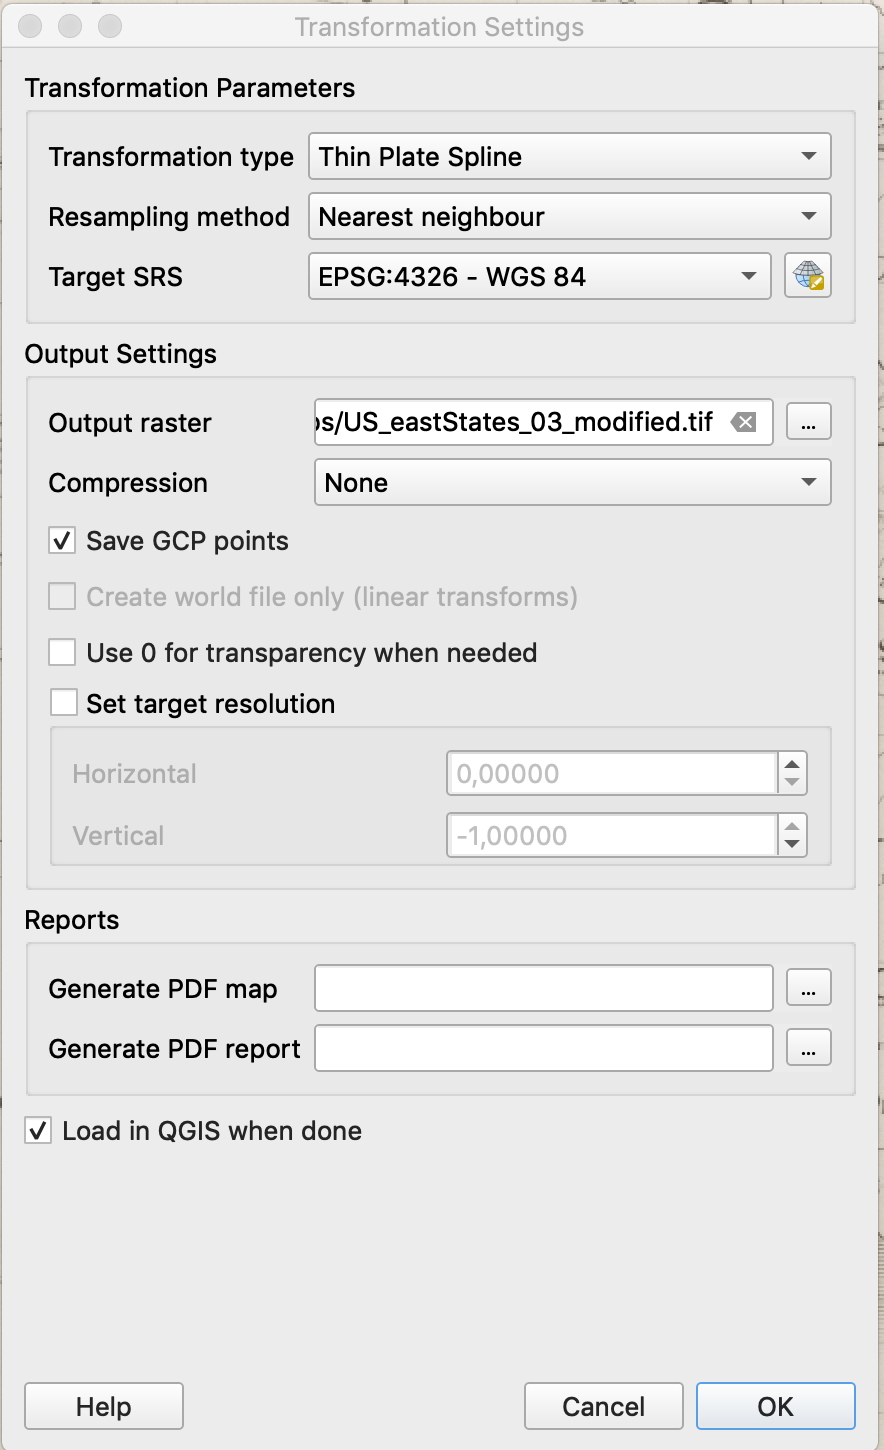 Transformation Settings
Transformation Parameters
Transformation type Thin Plate Spline
Resampling method Nearest neighbour
Target SRS EPSG:4326 - WGS 84
Output Settings
Output raster s/US_eastStates_03_modified.tif ...
Compression None
Save GCP points
Create world file only (linear transforms)
Use 0 for transparency when needed
Set target resolution
Horizontal 0,00000
Vertical -1,00000
Reports
Generate PDF map ...
Generate PDF report ...
Load in QGIS when done
Help Cancel OK